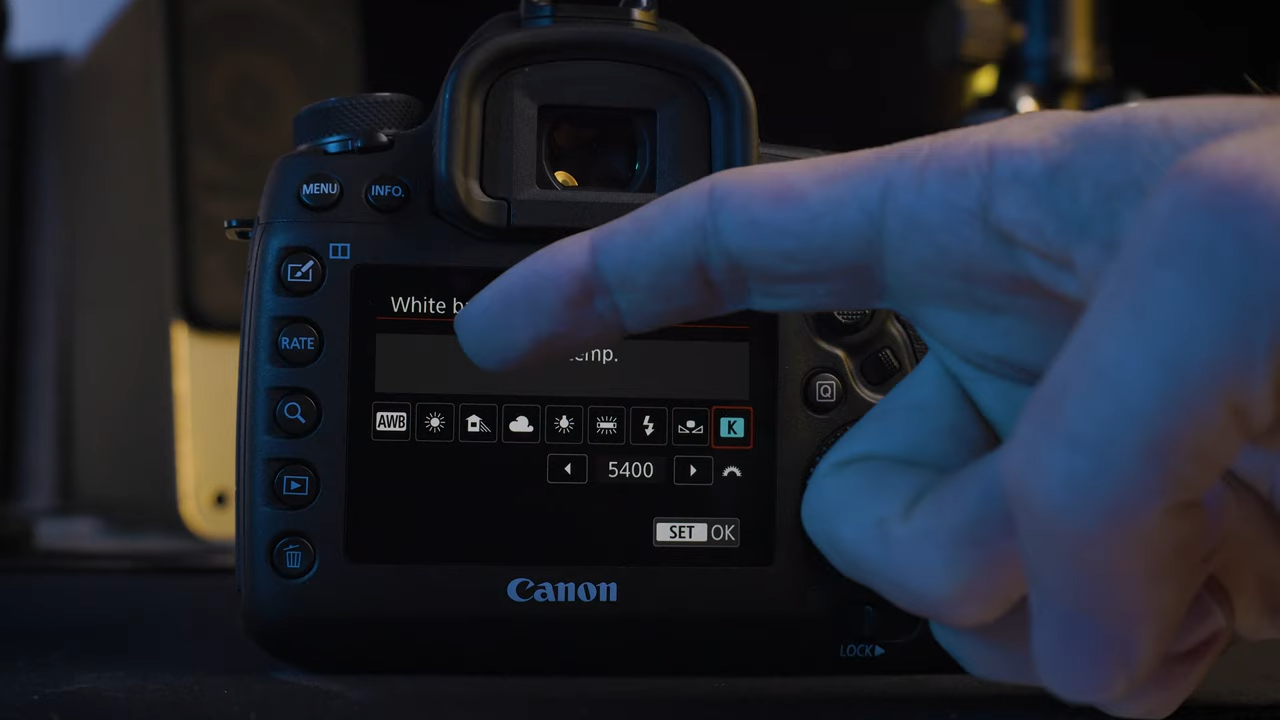 MENU
INFO.
White b
RATE
emp.
AWB
K
5400
Q
SET OK
Canon
LOCK